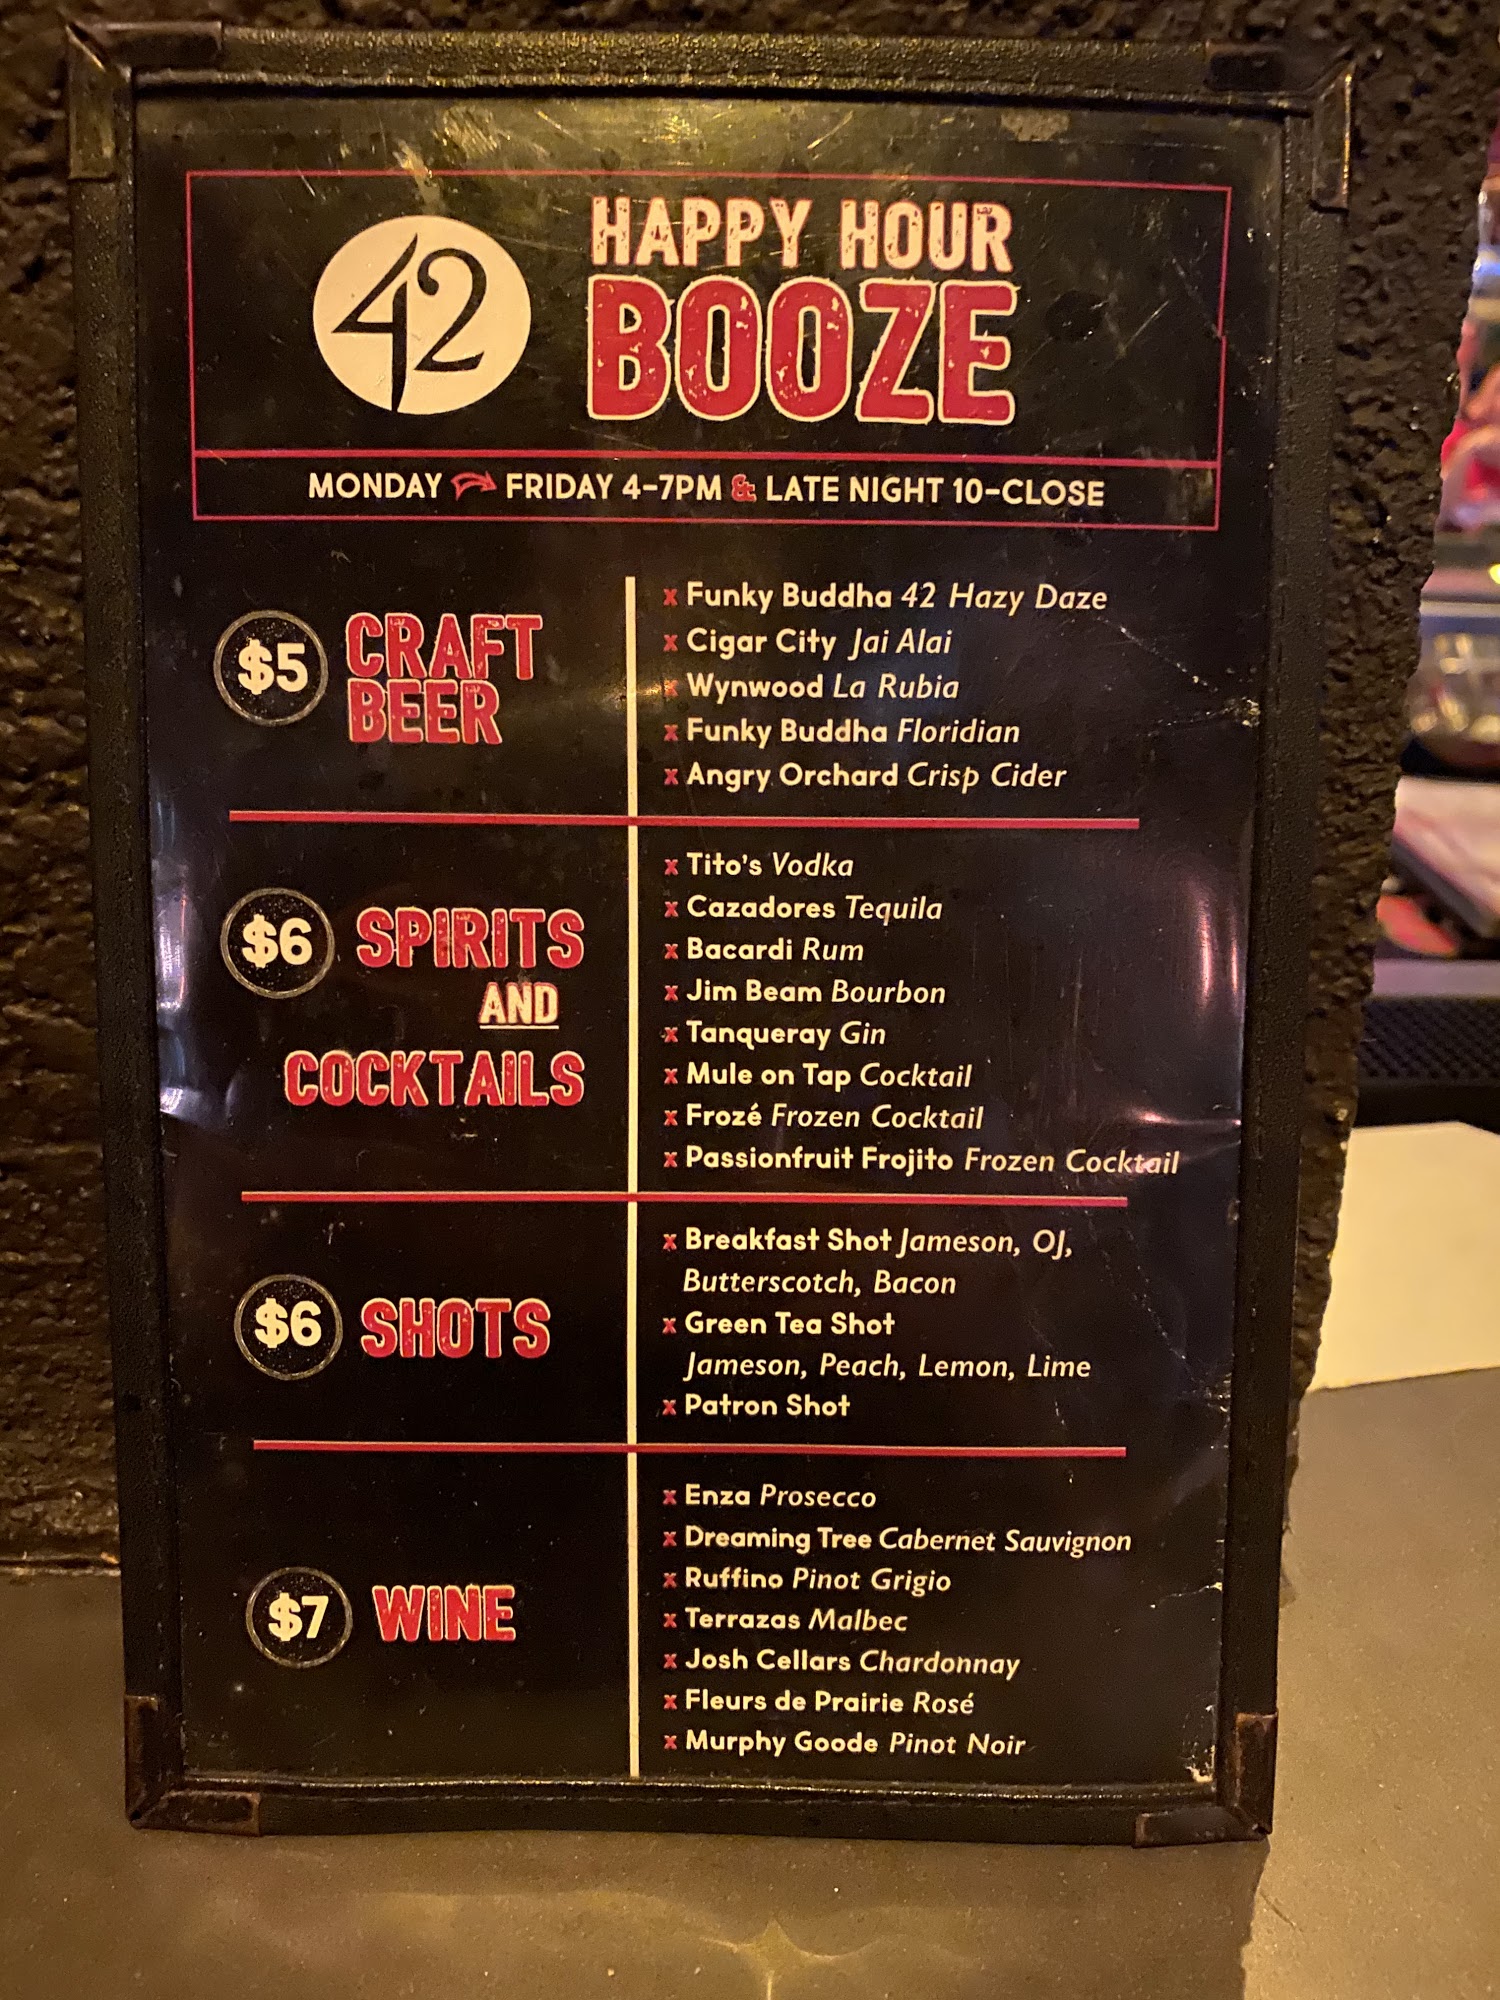 42
HAPPY HOUR
BOOZE
MONDAY FRIDAY 4-7PM & LATE NIGHT 10-CLOSE
$5 CRAFT
BEER
x Funky Buddha 42 Hazy Daze
x Cigar City Jai Alai
x Wynwood La Rubia
x Funky Buddha Floridian
x Angry Orchard Crisp Cider
$6 SPIRITS
AND
COCKTAILS
x Tito's Vodka
x Cazadores Tequila
x Bacardi Rum
x Jim Beam Bourbon
x Tanqueray Gin
x Mule on Tap Cocktail
x Frozé Frozen Cocktail
x Passionfruit Frojito Frozen Cocktail
$6 SHOTS
x Breakfast Shot Jameson, OJ,
Butterscotch, Bacon
x Green Tea Shot
Jameson, Peach, Lemon, Lime
x Patron Shot
$7 WINE
x Enza Prosecco
x Dreaming Tree Cabernet Sauvignon
x Ruffino Pinot Grigio
x Terrazas Malbec
x Josh Cellars Chardonnay
x Fleurs de Prairie Rosé
x Murphy Goode Pinot Noir